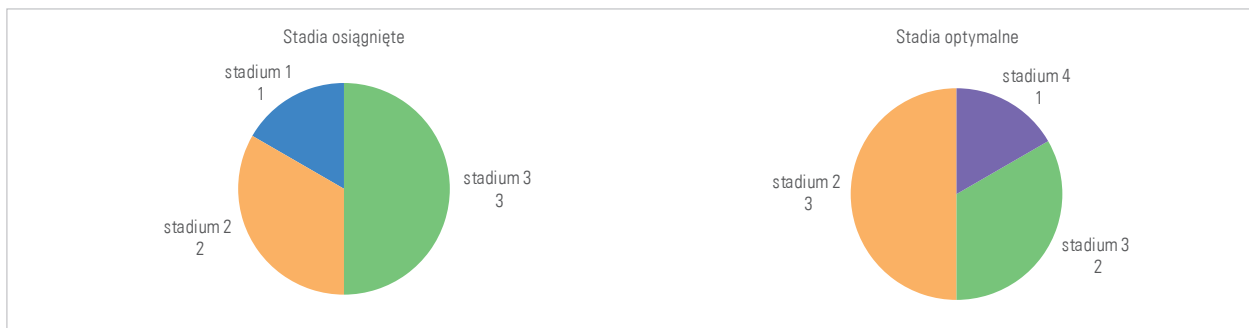 Stadia osiągnięte
stadium 1
1
stadium 3
3
stadium 2
2
Stadia optymalne
stadium 4
1
stadium 2
3
stadium 3
2